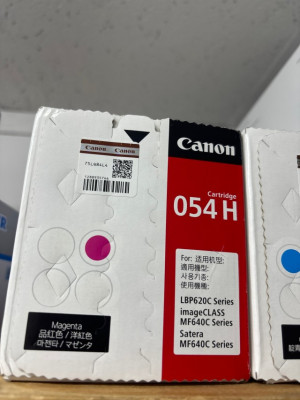 Canon Canon
Canon
Cartridge
054 H
For: 适用机型:
適用機型:
사용기종:
使用機種:
LBP620C Series
imageCLASS
MF640C Series
Satera
MF640C Series
Magenta
品紅色 / 洋紅色
마젠타 / マゼンタ